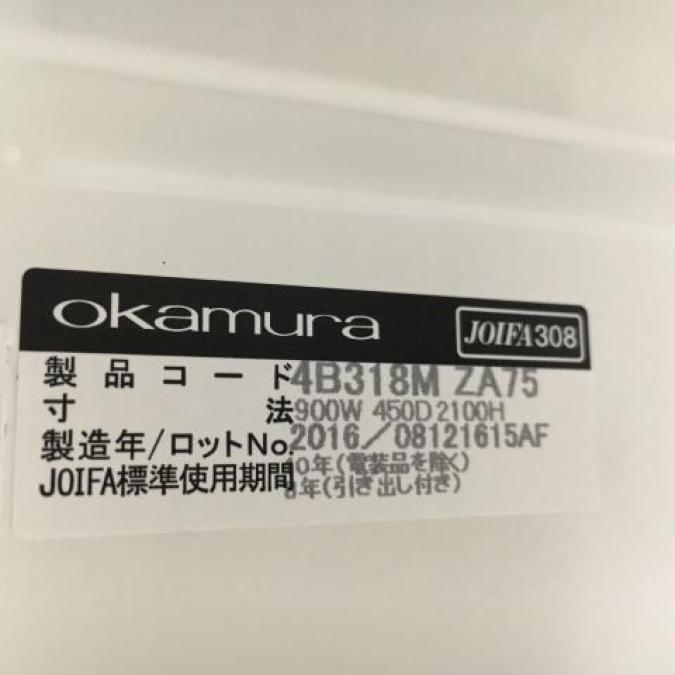 okamura
JOIFA308
製品コード 4B318M ZA75
寸法 900W 450D 2100H
製造年/ロットNo. 2016/08121615AF
JOIFA標準使用期間 10年(電装品を除く)
8年(引き出し付き)